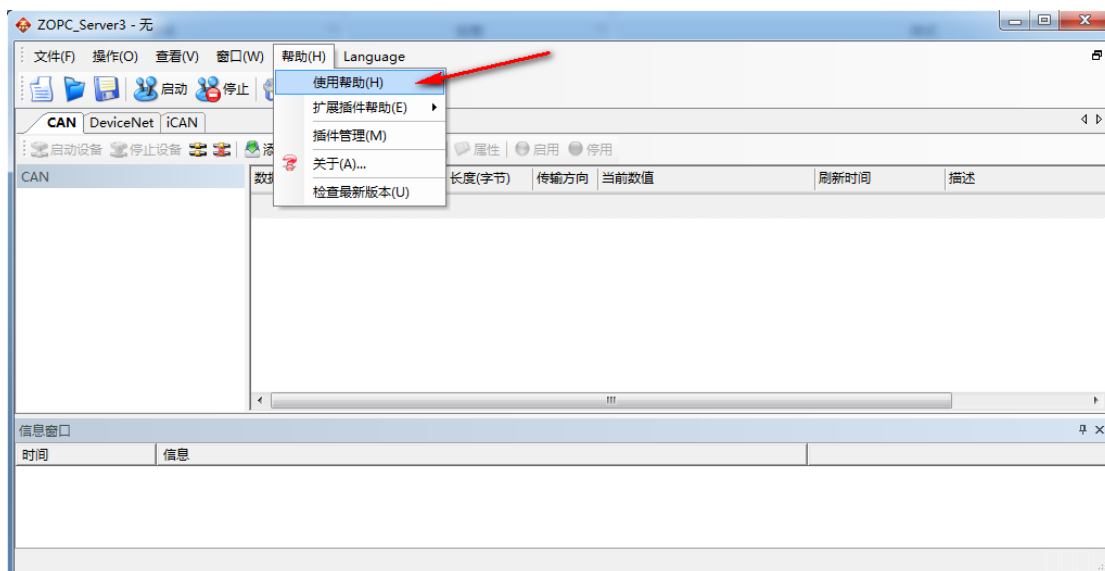 ZOPC_Server3 - 无
文件(F) 操作(O) 查看(V) 窗口(W) 帮助(H) Language
启动 停止
使用帮助(H)
扩展插件帮助(E)
插件管理(M)
关于(A)...
检查最新版本(U)
CAN DeviceNet iCAN
启动设备 停止设备 属性 启用 停用
CAN
长度(字节) 传输方向 当前数值 刷新时间 描述
信息窗口
时间 信息